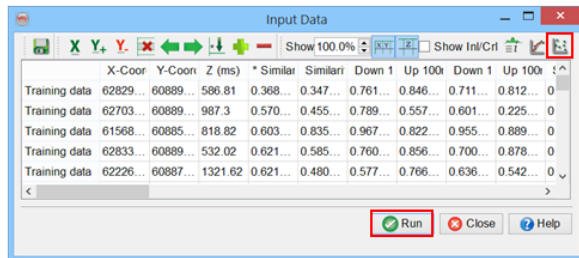 Input Data
X Y+ Y- Show 100.0% X,Y Z Show Inl/Crl
X-Coor Y-Coor Z (ms) * Similar Similari Down 1 Up 100 Down 1 Up 100
Training data 62829... 60889... 586.81 0.368... 0.347... 0.761... 0.846... 0.711... 0.812... 0
Training data 62703... 60889... 987.3 0.570... 0.455... 0.789... 0.557... 0.601... 0.225... 0
Training data 61568... 60885... 818.82 0.603... 0.835... 0.967... 0.822... 0.955... 0.889... 0
Training data 62833... 60889... 532.02 0.621... 0.585... 0.760... 0.856... 0.700... 0.878... 0
Training data 62226... 60887... 1321.62 0.621... 0.480... 0.577... 0.766... 0.636... 0.542... 0
Run Close Help